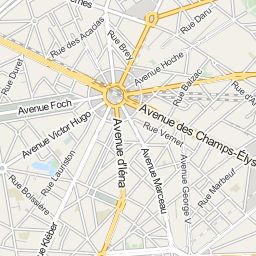 Rue Daru
Rue des Acacias
Rue Brey
Avenue Hoche
Rue Duret
Rue Balzac
Avenue Foch
Avenue des Champs-Élys
Rue Vernet
Avenue Victor Hugo
Avenue d'Iéna
Rue Lauriston
Avenue Marceau
Rue Marbeuf
Avenue George V
Rue Boissière
Rue Kléber